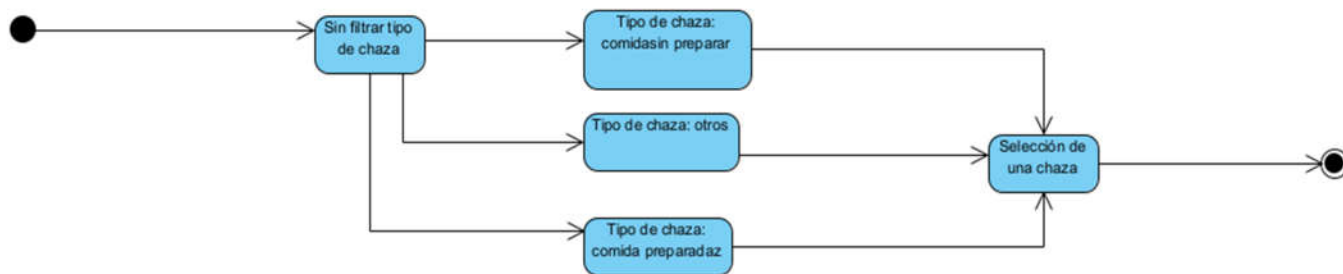 Sin filtrar tipo
de chaza
Tipo de chaza:
comidasin preparar
Tipo de chaza: otros
Tipo de chaza:
comida preparadaz
Selección de
una chaza